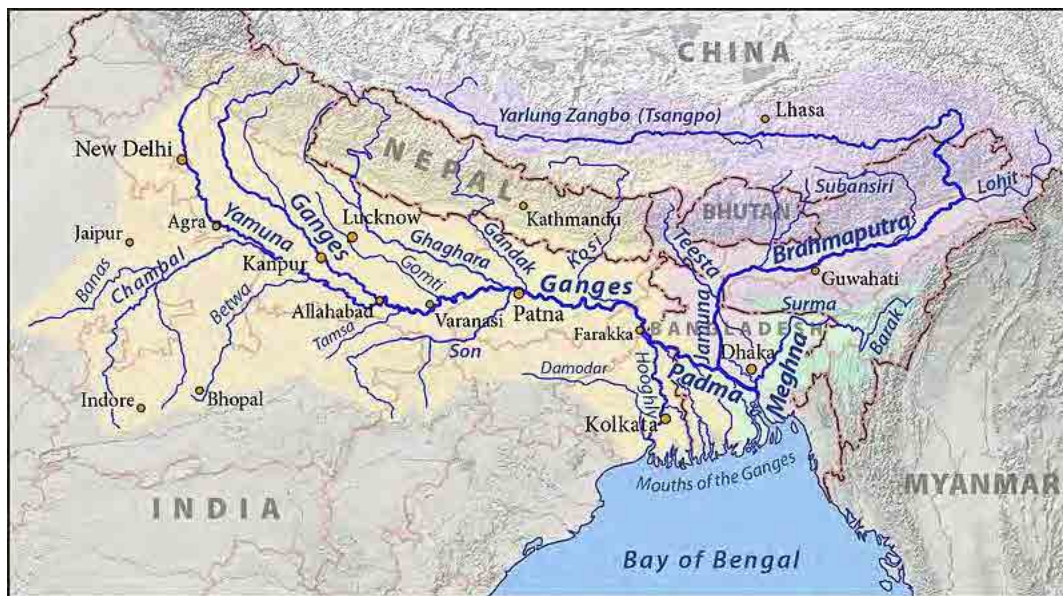 CHINA
Yarlung Zangbo (Tsangpo)
Lhasa
New Delhi
NEPAL
Subansiri
Lohit
BHUTAN
Agra
Yamuna
Ganges
Lucknow
Kathmandu
Jaipur
Ghaghara
Gandak
Kosi
Teesta
Brahmaputra
Kanpur
Banas
Chambal
Gomti
Guwahati
Betwa
Ganges
Allahabad
Varanasi
Patna
Surma
Tamsa
Son
Farakka
BANGLADESH
Jamuna
Barak
Dhaka
Meghna
Damodar
Hooghly
Padma
Indore
Bhopal
Kolkata
Mouths of the Ganges
MYANMAR
INDIA
Bay of Bengal